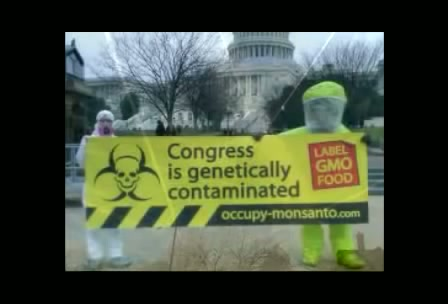 Congress
is genetically
contaminated
LABEL
GMO
FOOD
occupy-monsanto.com